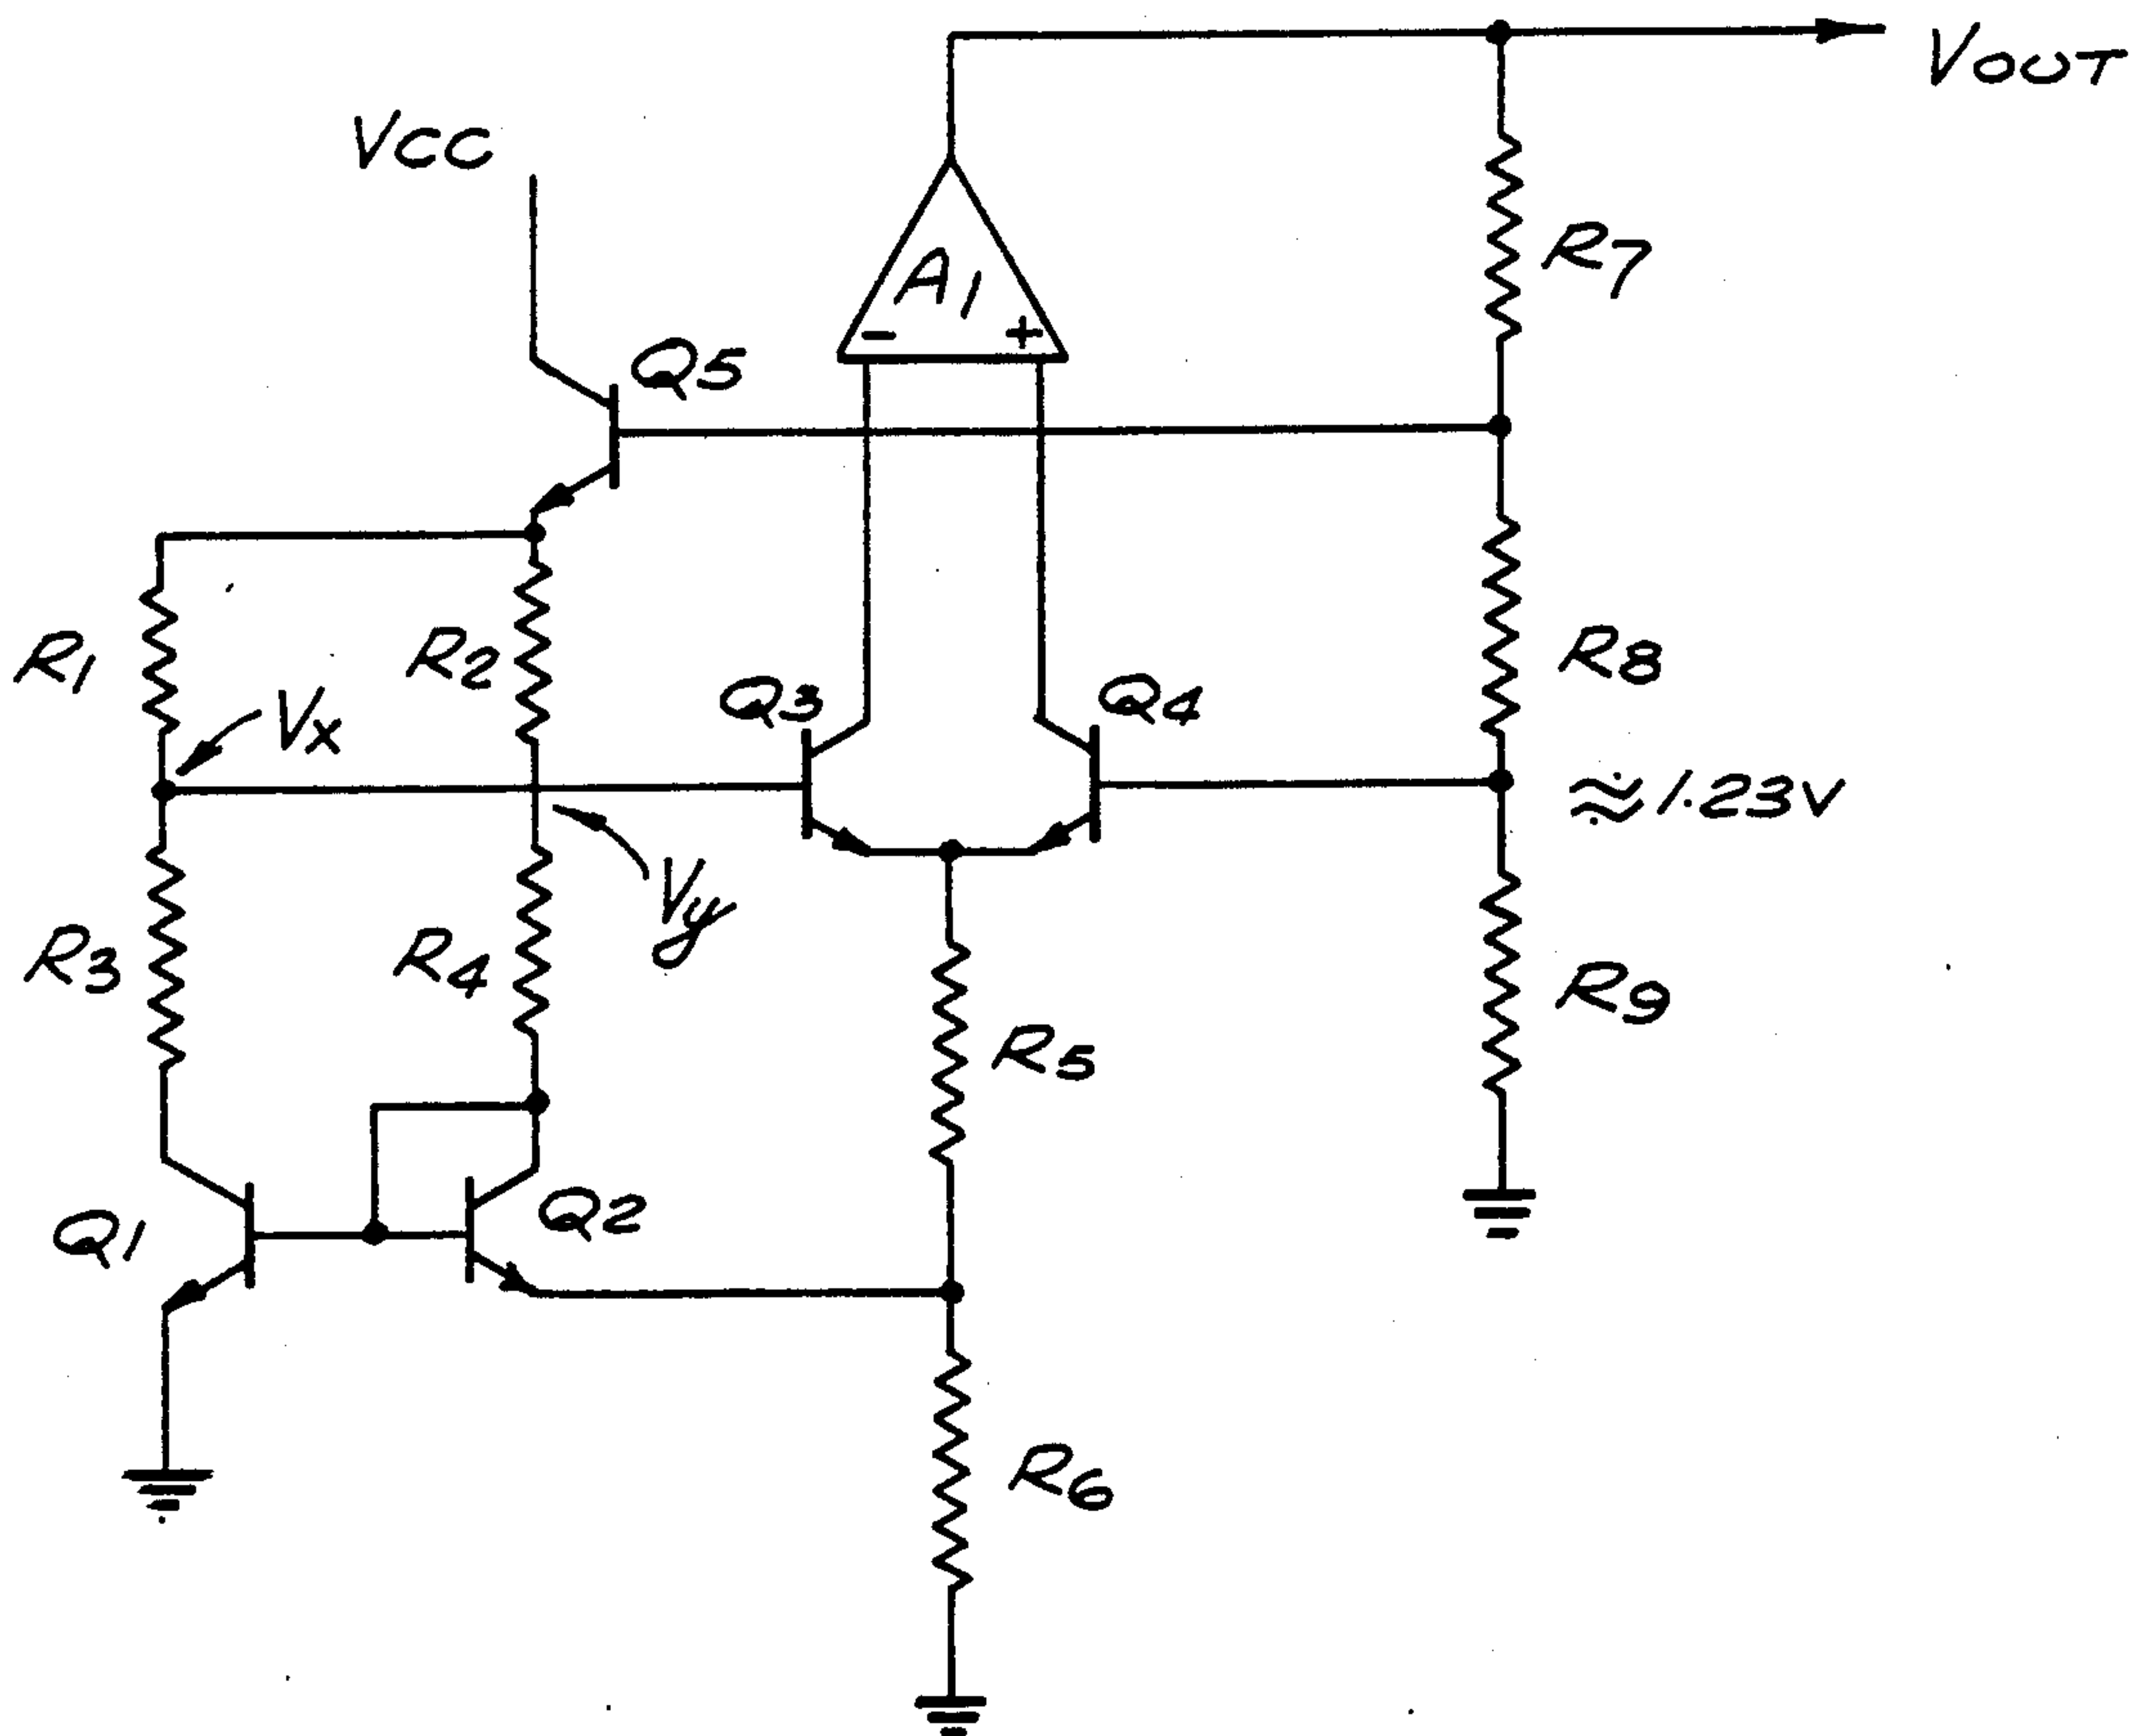 VOUT
VCC
A1
- +
R7
Q5
R1
R2
R8
Vx
Q3
Q4
≈1.23V
Vy
R3
R4
R9
R5
Q1
Q2
R6